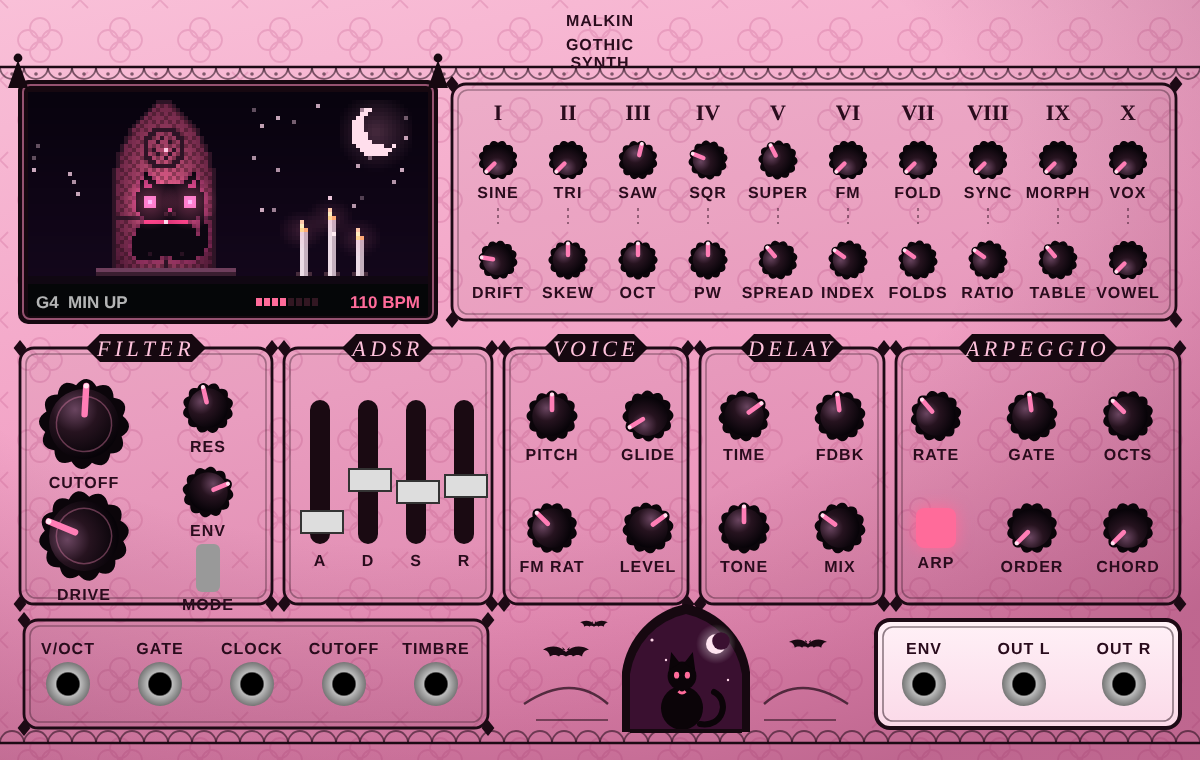 MALKIN
GOTHIC
SYNTH
I II III IV V VI VII VIII IX X
SINE TRI SAW SQR SUPER FM FOLD SYNC MORPH VOX
DRIFT SKEW OCT PW SPREAD INDEX FOLDS RATIO TABLE VOWEL
G4 MIN UP 110 BPM
FILTER ADSR VOICE DELAY ARPEGGIO
RES
PITCH GLIDE TIME FDBK RATE GATE OCTS
CUTOFF
ENV
A D S R
FM RAT LEVEL TONE MIX ARP ORDER CHORD
DRIVE
MODE
V/OCT GATE CLOCK CUTOFF TIMBRE
ENV OUT L OUT R